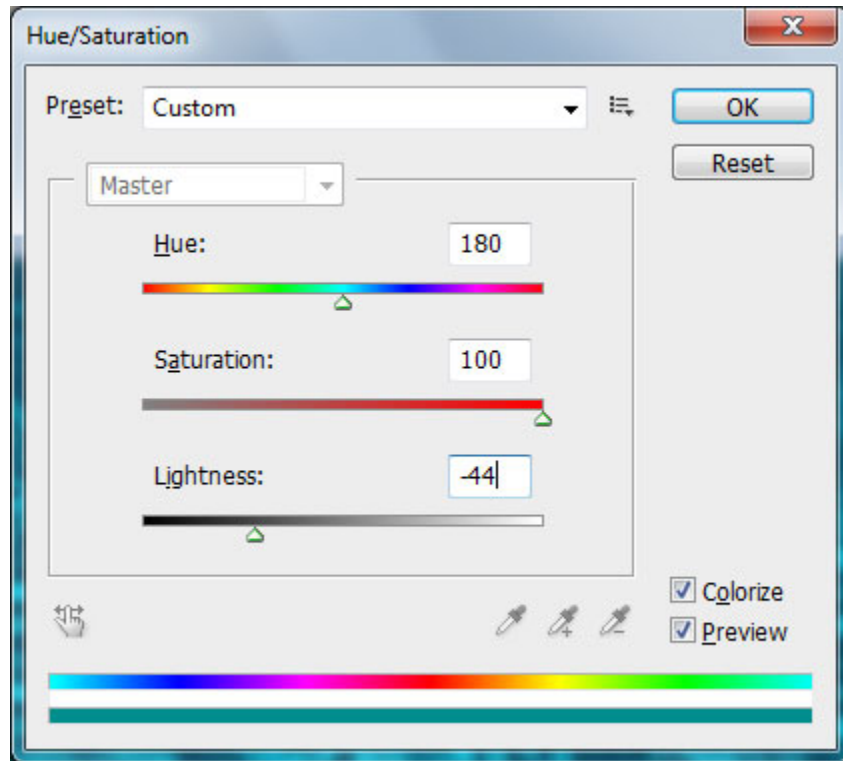 Hue/Saturation
Preset: Custom
OK
Reset
Master
Hue: 180
Saturation: 100
Lightness: -44
Colorize
Preview